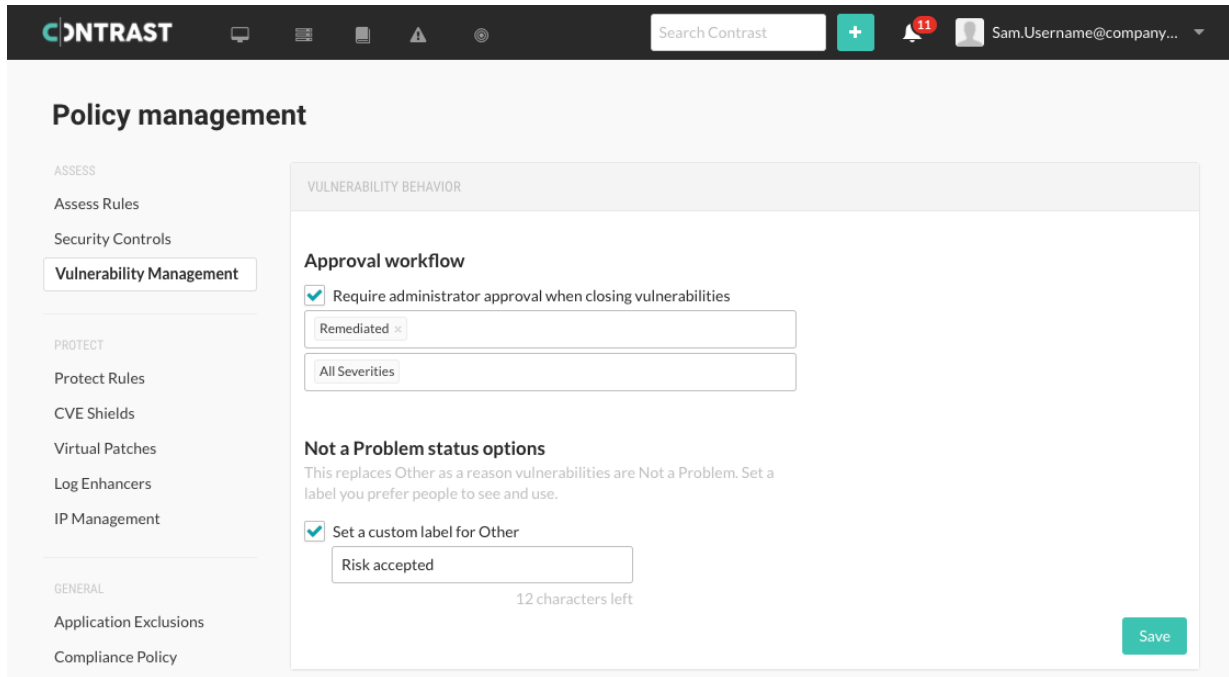 CONTRAST
Search Contrast
+
11
Sam.Username@company...
Policy management
ASSESS
Assess Rules
Security Controls
Vulnerability Management
PROTECT
Protect Rules
CVE Shields
Virtual Patches
Log Enhancers
IP Management
GENERAL
Application Exclusions
Compliance Policy
VULNERABILITY BEHAVIOR
Approval workflow
Require administrator approval when closing vulnerabilities
Remediated ×
All Severities
Not a Problem status options
This replaces Other as a reason vulnerabilities are Not a Problem. Set a
label you prefer people to see and use.
Set a custom label for Other
Risk accepted
12 characters left
Save